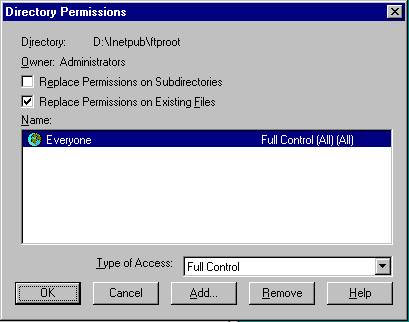 Directory Permissions
Directory: D:\Inetpub\ftproot
Owner: Administrators
Replace Permissions on Subdirectories
Replace Permissions on Existing Files
Name:
Everyone Full Control (All) (All)
Type of Access: Full Control
OK Cancel Add... Remove Help